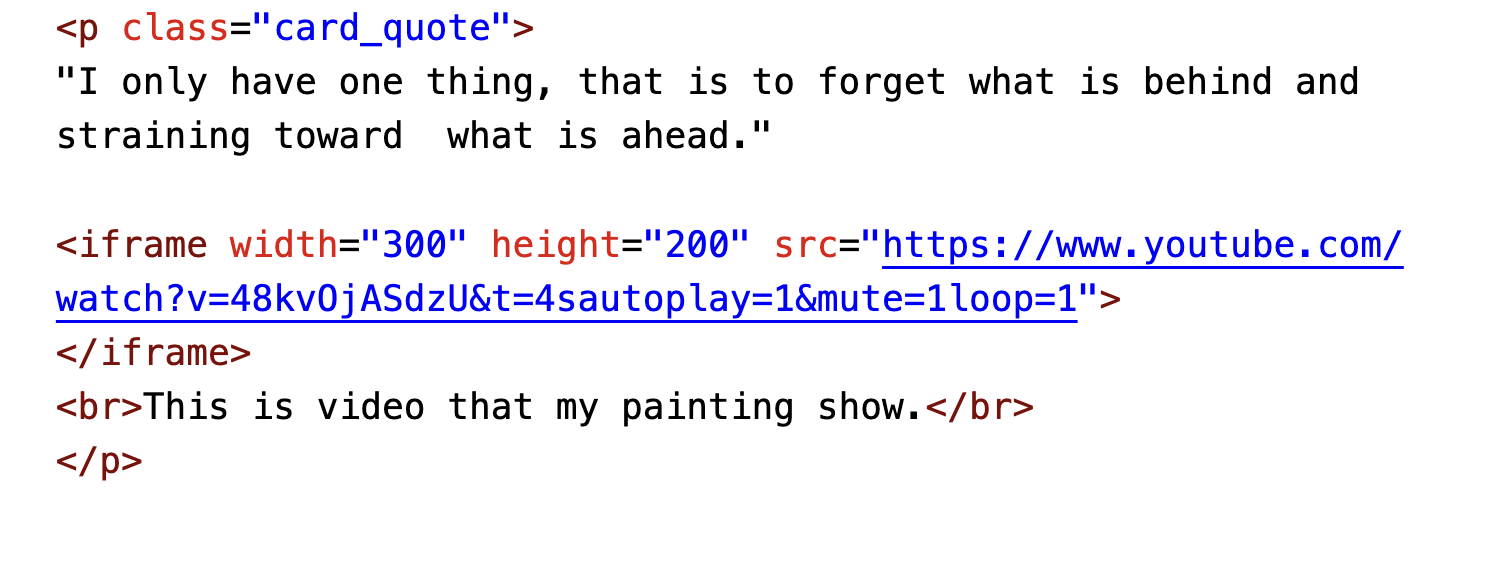 <p class="card_quote">
"I only have one thing, that is to forget what is behind and
straining toward  what is ahead."
<iframe width="300" height="200" src="https://www.youtube.com/
watch?v=48kvOjASdzU&t=4sautoplay=1&mute=1loop=1">
</iframe>
<br>This is video that my painting show.</br>
</p>